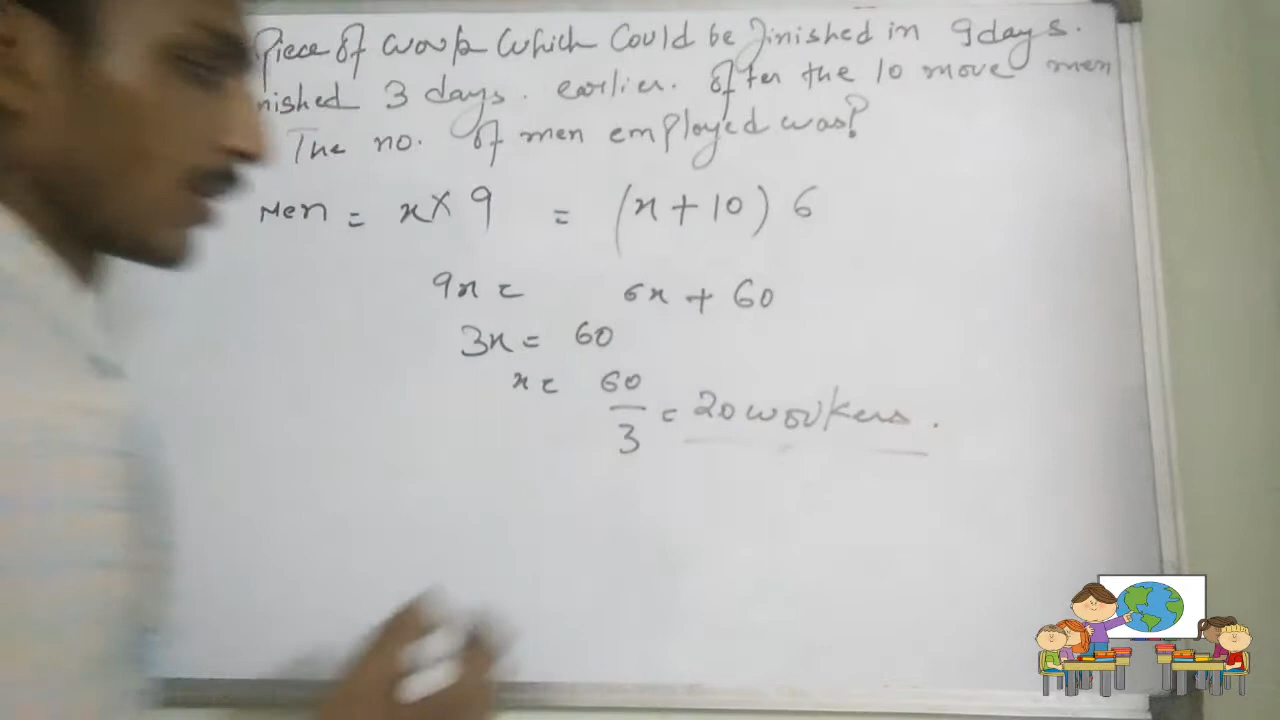 Piece of work which could be finished in 9 days.
nished 3 days. earlier. after the 10 more men
The no. of men employed was?
Men = x × 9 = (x + 10) 6
9x = 6x + 60
3x = 60
x = 60/3 = 20 workers.